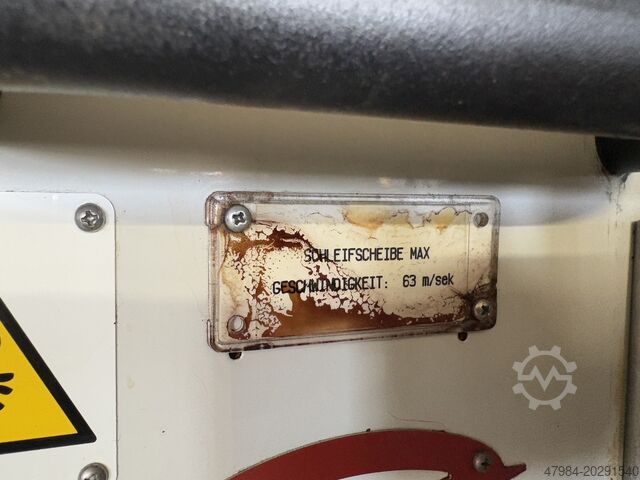 SCHLEIFSCHEIBE MAX
GESCHWINDIGKEIT: 63 m/sek
47984-20291540